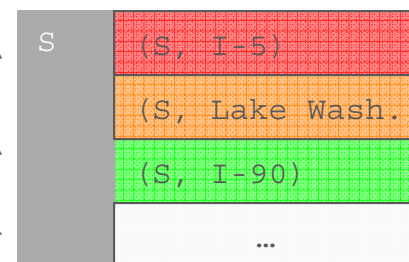 S
(S, I-5)
(S, Lake Wash.
(S, I-90)
…